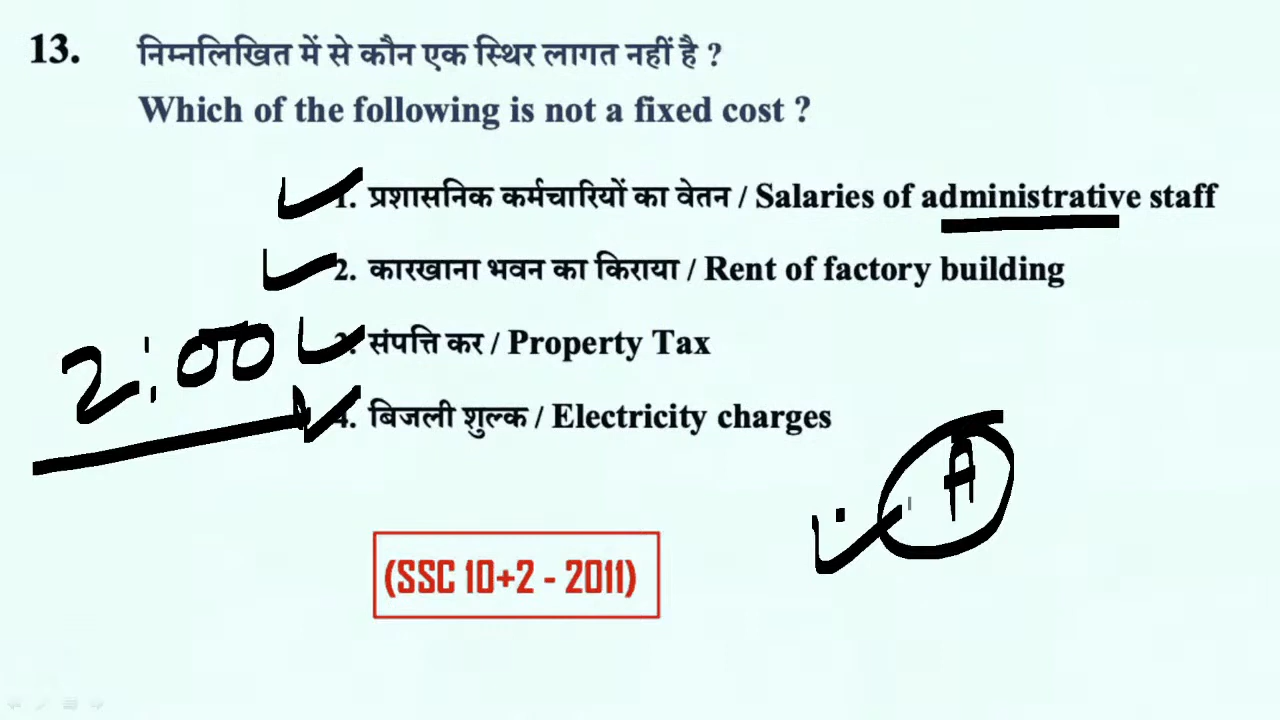 13. निम्नलिखित में से कौन एक स्थिर लागत नहीं है ?
Which of the following is not a fixed cost ?
1. प्रशासनिक कर्मचारियों का वेतन / Salaries of administrative staff
2. कारखाना भवन का किराया / Rent of factory building
3. संपत्ति कर / Property Tax
2:00
4. बिजली शुल्क / Electricity charges
A
(SSC 10+2 - 2011)